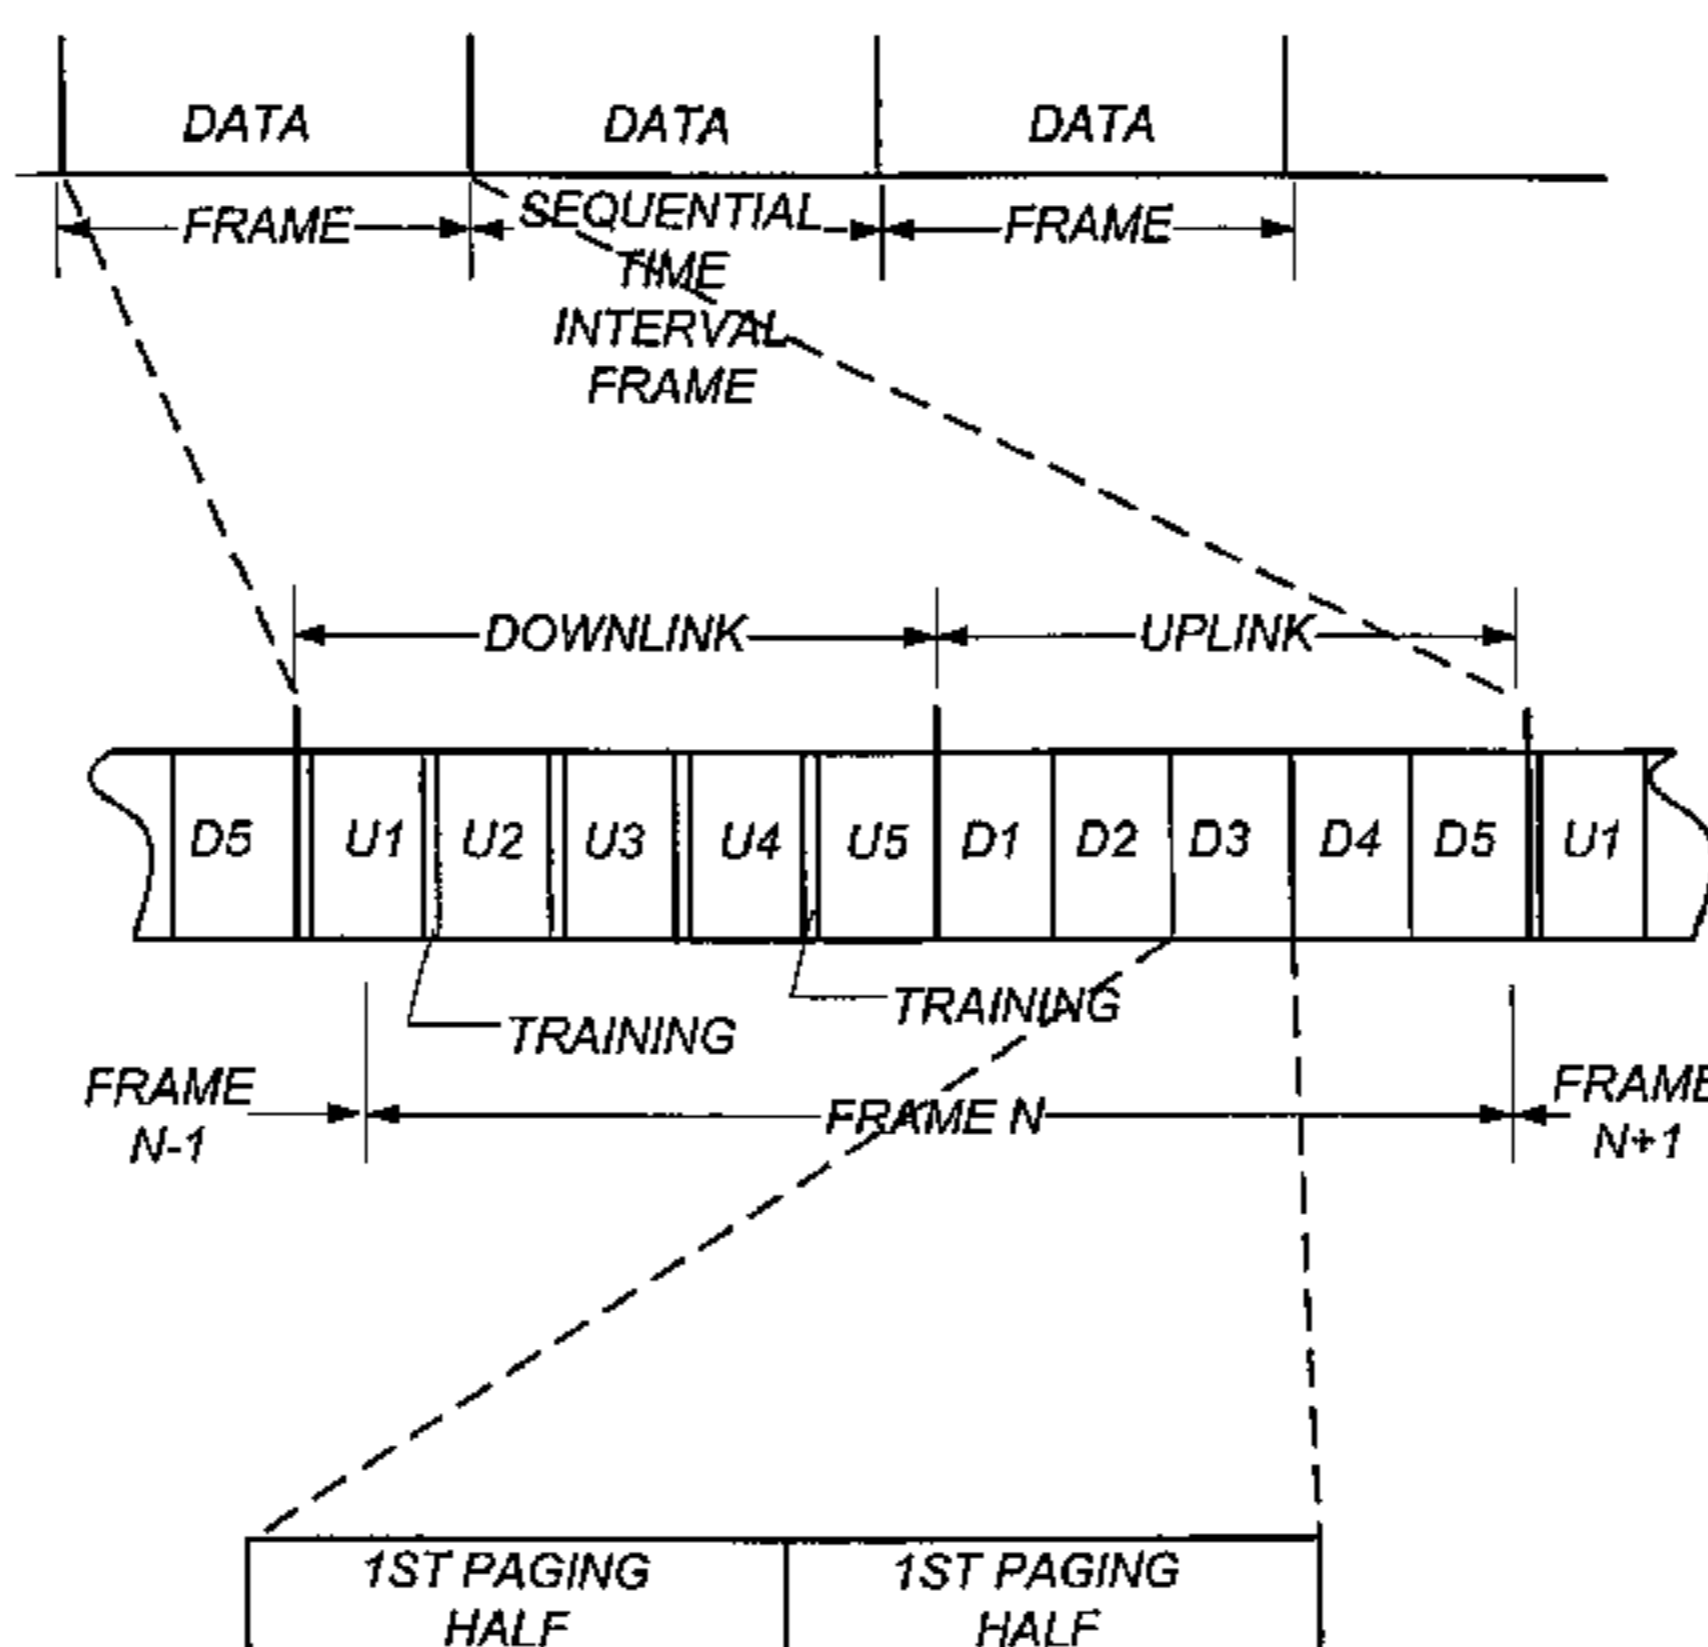 DATA DATA DATA
FRAME SEQUENTIAL FRAME
TIME
INTERVAL
FRAME
DOWNLINK UPLINK
D5 U1 U2 U3 U4 U5 D1 D2 D3 D4 D5 U1
TRAINING TRAINING
FRAME FRAME N FRAME
N-1 N+1
1ST PAGING 1ST PAGING
HALF HALF